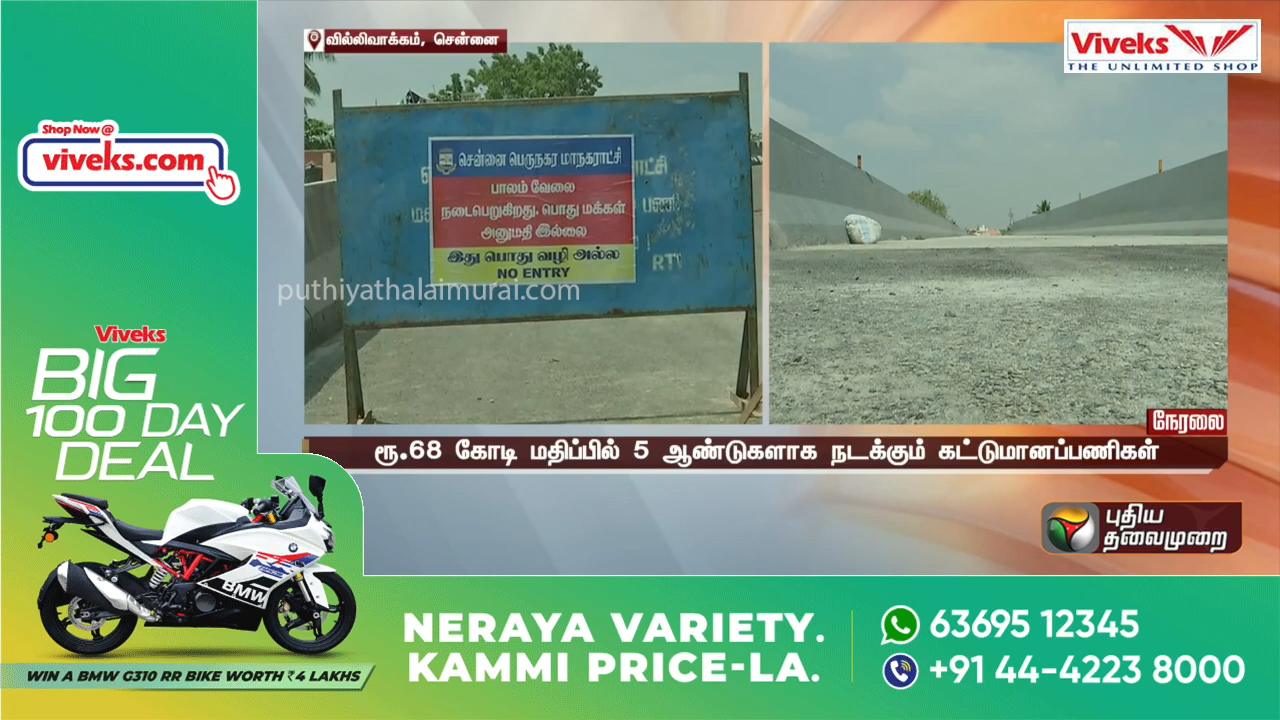 வில்லிவாக்கம், சென்னை
Viveks
THE UNLIMITED SHOP
Shop Now @
viveks.com
சென்னை பெருநகர மாநகராட்சி
பாலம் வேலை
நடைபெறுகிறது. பொது மக்கள்
அனுமதி இல்லை
இது பொது வழி அல்ல
NO ENTRY
puthiyathalaimurai.com
Viveks
BIG
100 DAY
DEAL
நேரலை
ரூ.68 கோடி மதிப்பில் 5 ஆண்டுகளாக நடக்கும் கட்டுமானப்பணிகள்
புதிய
தலைமுறை
BMW
WIN A BMW G310 RR BIKE WORTH ₹4 LAKHS
NERAYA VARIETY.
KAMMI PRICE-LA.
63695 12345
+91 44-4223 8000